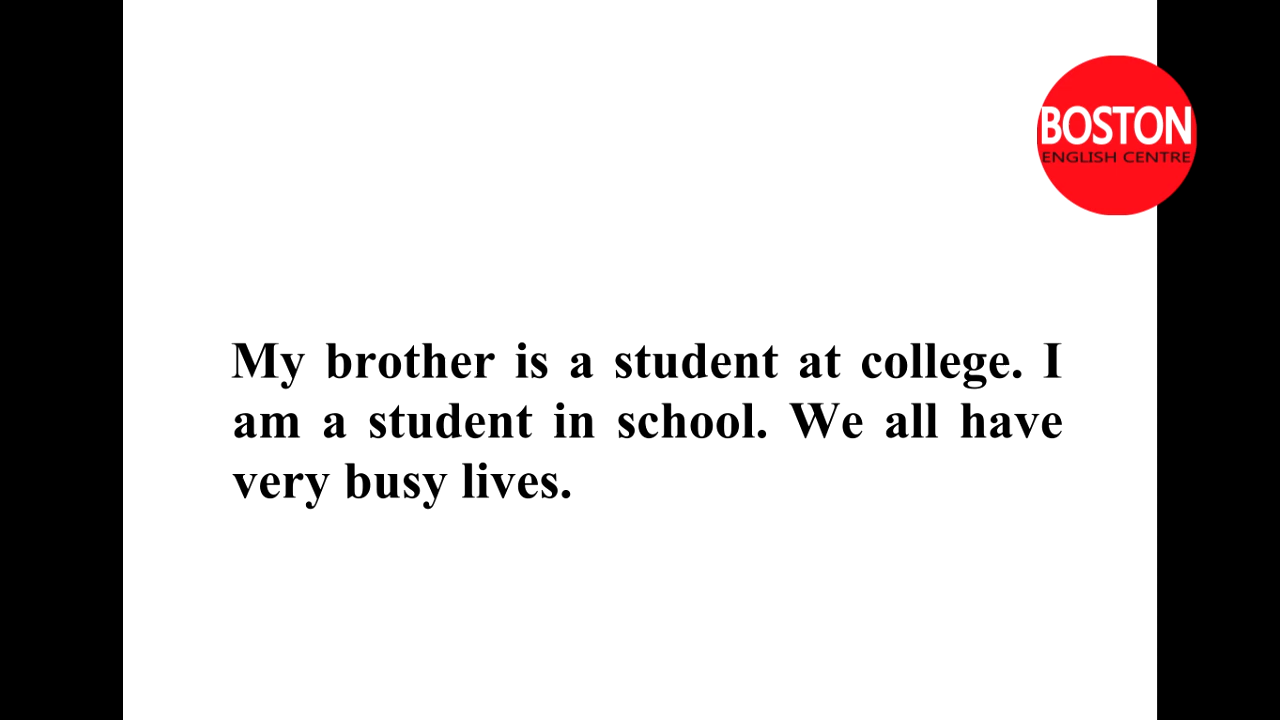 BOSTON
ENGLISH CENTRE
My brother is a student at college. I
am a student in school. We all have
very busy lives.